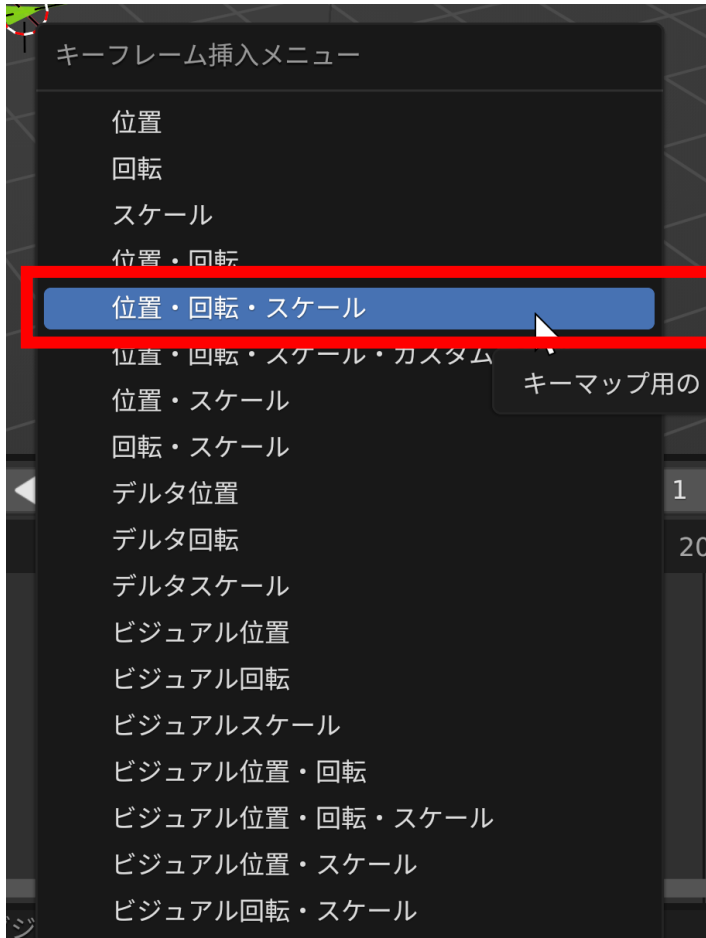 キーフレーム挿入メニュー
位置
回転
スケール
位置・回転
位置・回転・スケール
位置・回転・スケール・カスタム
キーマップ用の
位置・スケール
回転・スケール
デルタ位置
1
デルタ回転
20
デルタスケール
ビジュアル位置
ビジュアル回転
ビジュアルスケール
ビジュアル位置・回転
ビジュアル位置・回転・スケール
ビジュアル位置・スケール
ビジュアル回転・スケール
ジ